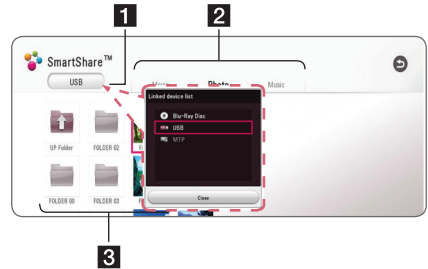 1
2
SmartShare™
USB
Photo
Music
Linked device list
Blu-Ray Disc
USB
MTP
UP Folder
FOLDER 02
FOLDER 00
FOLDER 03
Close
3